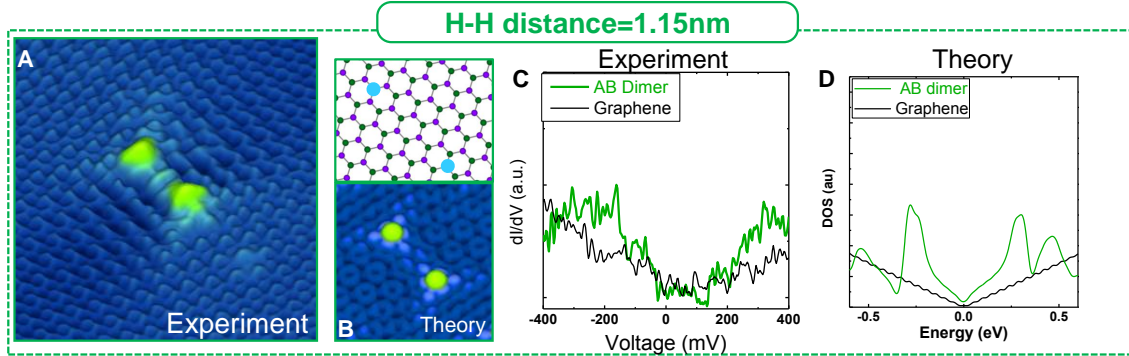 H-H distance=1.15nm
A
Experiment
B
Theory
Experiment
C
AB Dimer
Graphene
dI/dV (a.u.)
-400 -200 0 200 400
Voltage (mV)
Theory
D
AB dimer
Graphene
DOS (au)
-0.5 0.0 0.5
Energy (eV)